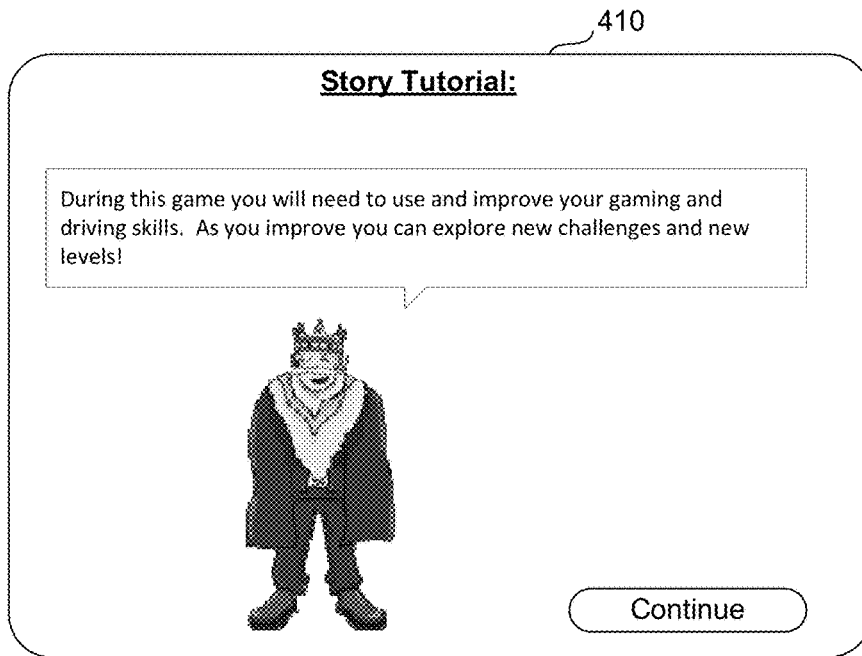 410
Story Tutorial:
During this game you will need to use and improve your gaming and
driving skills.  As you improve you can explore new challenges and new
levels!
Continue